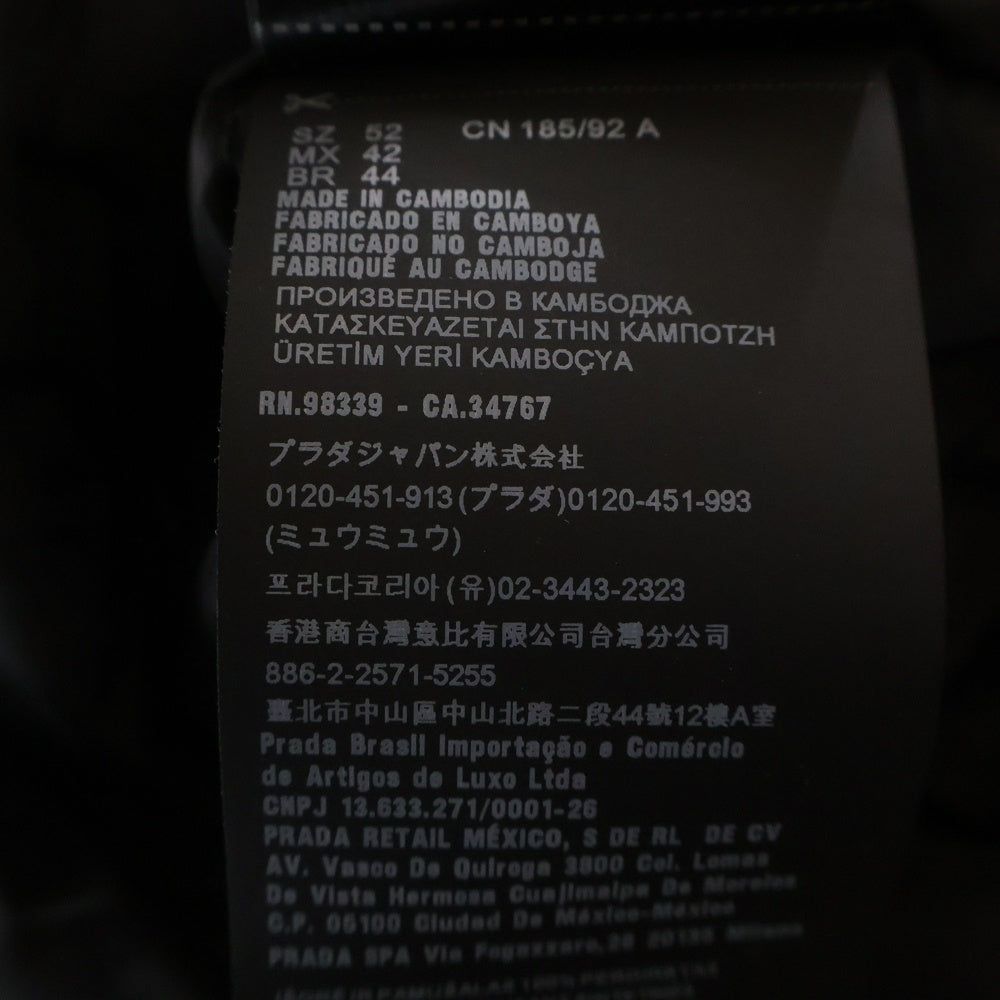 SZ 52 CN 185/92 A
MX 42
BR 44
MADE IN CAMBODIA
FABRICADO EN CAMBOYA
FABRICADO NO CAMBOJA
FABRIQUÉ AU CAMBODGE
ПРОИЗВЕДЕНО В КАМБОДЖА
ΚΑΤΑΣΚΕΥΑΖΕΤΑΙ ΣΤΗΝ ΚΑΜΠΟΤΖΗ
ÜRETİM YERİ KAMBOÇYA
RN.98339 - CA.34767
プラダジャパン株式会社
0120-451-913(プラダ)0120-451-993
(ミュウミュウ)
프라다코리아(유)02-3443-2323
香港商台灣意比有限公司台灣分公司
886-2-2571-5255
臺北市中山區中山北路二段44號12樓A室
Prada Brasil Importação e Comércio
de Artigos de Luxo Ltda
CNPJ 13.633.271/0001-26
PRADA RETAIL MÉXICO, S DE RL DE CV
AV. Vasco De Quiroga 3800 Col. Lomas
De Vista Hermosa Cuajimalpa De Morelos
C.P. 05100 Ciudad De México-México
PRADA SPA Via Fogazzaro,28 20135 Milano